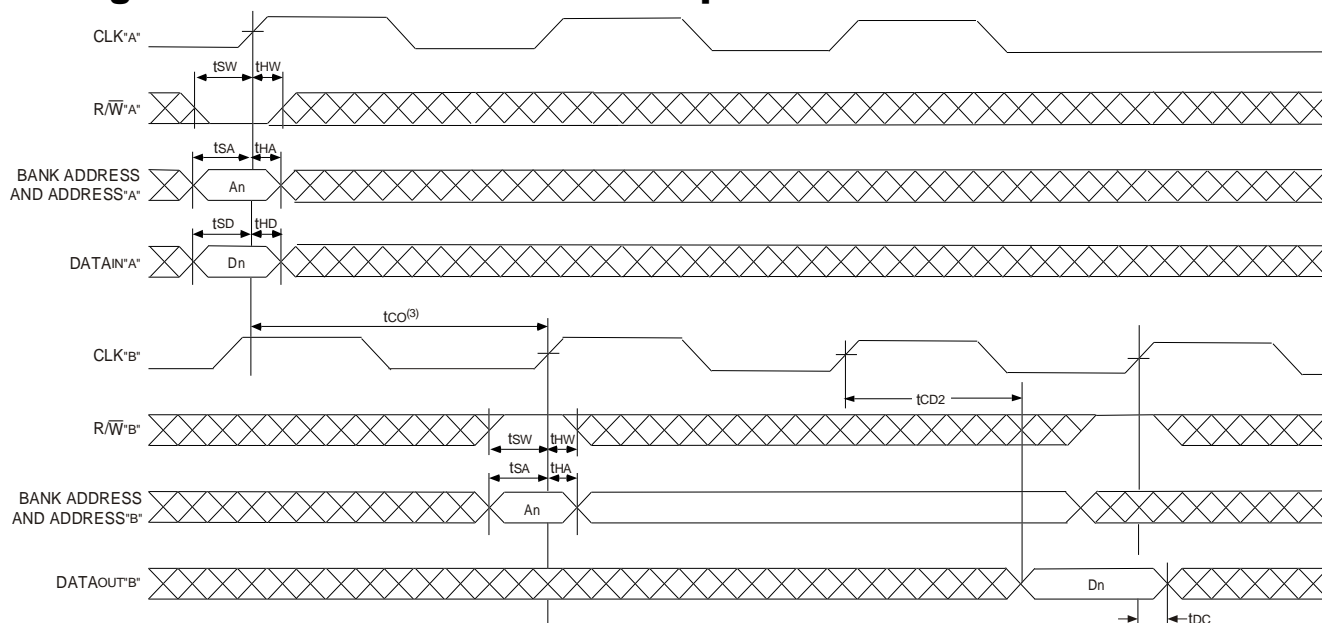 CLK"A"
tSW tHW
R/W̅"A"
tSA tHA
BANK ADDRESS
AND ADDRESS"A"
An
tSD tHD
DATAIN"A"
Dn
tCO(3)
CLK"B"
tCD2
R/W̅"B"
tSW tHW
tSA tHA
BANK ADDRESS
AND ADDRESS"B"
An
DATAOUT"B"
Dn
tDC